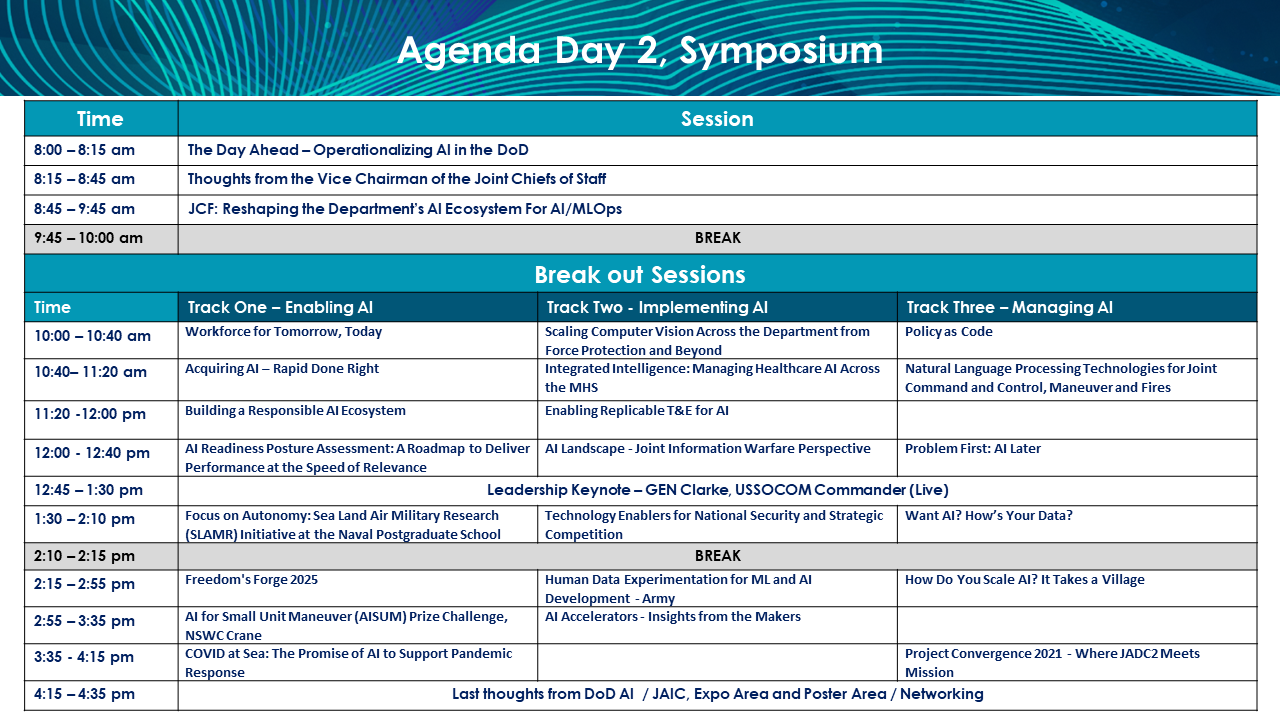 Agenda Day 2, Symposium
Time Session
8:00 – 8:15 am The Day Ahead – Operationalizing AI in the DoD
8:15 – 8:45 am Thoughts from the Vice Chairman of the Joint Chiefs of Staff
8:45 – 9:45 am JCF: Reshaping the Department's AI Ecosystem For AI/MLOps
9:45 – 10:00 am BREAK
Break out Sessions
Time Track One – Enabling AI Track Two - Implementing AI Track Three – Managing AI
10:00 – 10:40 am
Workforce for Tomorrow, Today
Scaling Computer Vision Across the Department from
Force Protection and Beyond
Policy as Code
10:40– 11:20 am
Acquiring AI – Rapid Done Right
Integrated Intelligence: Managing Healthcare AI Across
the MHS
Natural Language Processing Technologies for Joint
Command and Control, Maneuver and Fires
11:20 -12:00 pm
Building a Responsible AI Ecosystem
Enabling Replicable T&E for AI
12:00 - 12:40 pm
AI Readiness Posture Assessment: A Roadmap to Deliver
Performance at the Speed of Relevance
AI Landscape - Joint Information Warfare Perspective
Problem First: AI Later
12:45 – 1:30 pm Leadership Keynote – GEN Clarke, USSOCOM Commander (Live)
1:30 – 2:10 pm
Focus on Autonomy: Sea Land Air Military Research
(SLAMR) Initiative at the Naval Postgraduate School
Technology Enablers for National Security and Strategic
Competition
Want AI? How's Your Data?
2:10 – 2:15 pm BREAK
2:15 – 2:55 pm
Freedom's Forge 2025
Human Data Experimentation for ML and AI
Development - Army
How Do You Scale AI? It Takes a Village
2:55 – 3:35 pm
AI for Small Unit Maneuver (AISUM) Prize Challenge,
NSWC Crane
AI Accelerators - Insights from the Makers
3:35 - 4:15 pm
COVID at Sea: The Promise of AI to Support Pandemic
Response
Project Convergence 2021 - Where JADC2 Meets
Mission
4:15 – 4:35 pm Last thoughts from DoD AI / JAIC, Expo Area and Poster Area / Networking